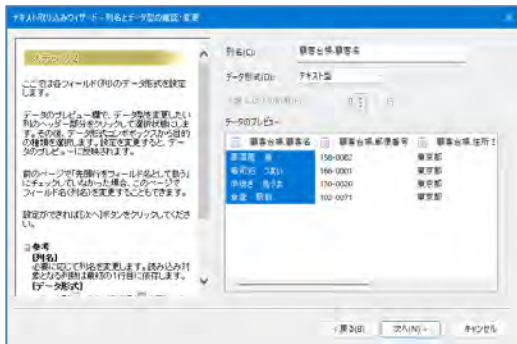 テキスト取り込みウィザード - 列名とデータ型の確認・変更
ステップ 2
ここでは各フィールド(列)のデータ形式を設定
します。
データのプレビュー欄で、データ型を変更したい
列のヘッダー部分をクリックして選択状態にしま
す。その後、データ形式コンボボックスから目的
の種類を選択します。設定を変更すると、デー
タのプレビューに反映されます。
前のページで「先頭行をフィールド名として扱う」
にチェックしていなかった場合、このページで
フィールド名(列名)を変更することもできます。
設定ができれば[次へ]ボタンをクリックしてくださ
い。
参考
[列名]
必要に応じて列名を変更します。読み込み対
象となる列数は最初の1行目に依存します。
[データ形式]
列名(C):
顧客台帳.顧客名
データ形式(D):
テキスト型
データのプレビュー
顧客台帳.顧客名 顧客台帳.郵便番号 顧客台帳.住所1
158-0082 東京都
166-0001 東京都
東京都
102-0071 東京都
< 戻る(B)
次へ(N) >
キャンセル